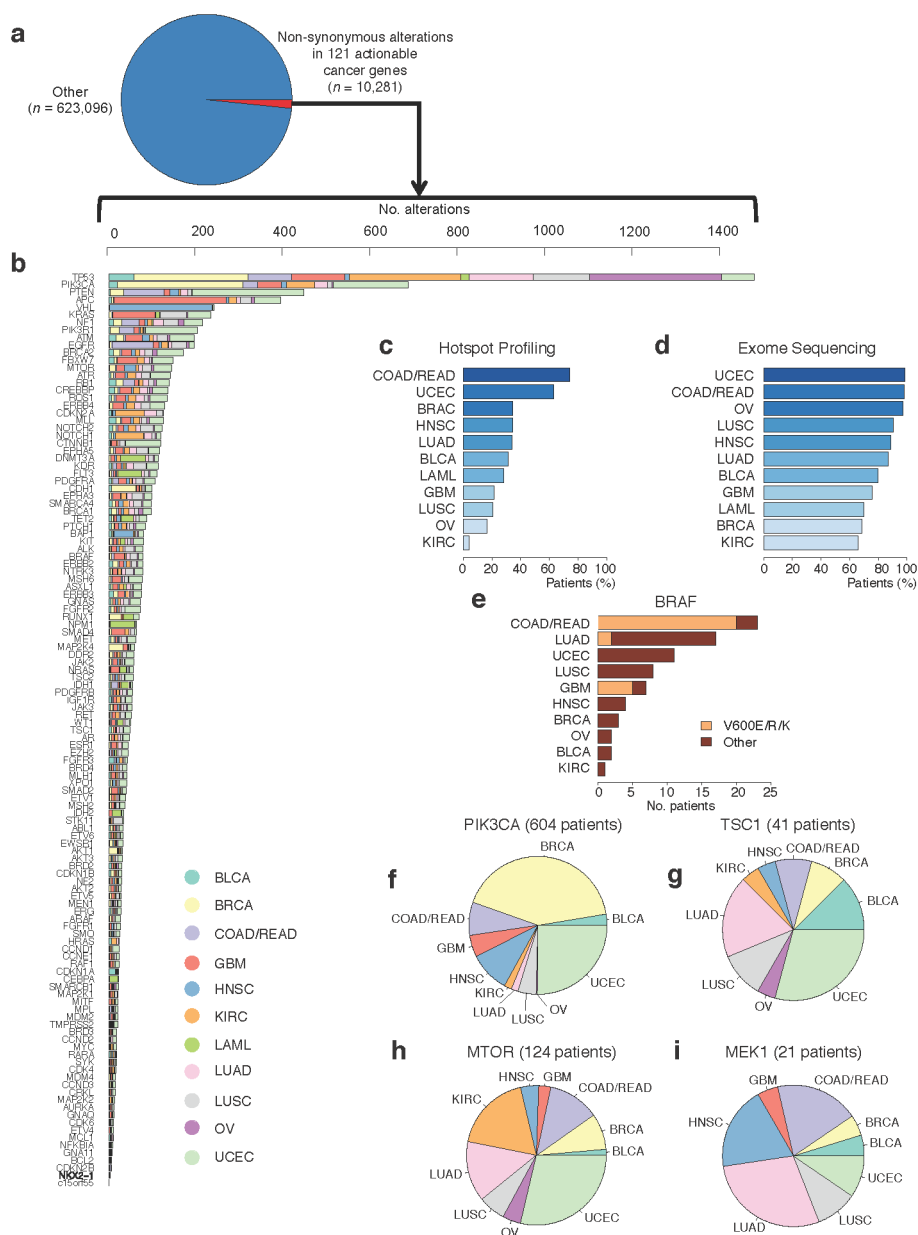 a
Non-synonymous alterations
in 121 actionable
cancer genes
(n = 10,281)
Other
(n = 623,096)
No. alterations
0 200 400 600 800 1000 1200 1400
b
TP53
PIK3CA
PTEN
APC
VHL
KRAS
NF1
PIK3R1
ATM
EGFR
BRCA2
FBXW7
MTOR
ATR
RB1
CREBBP
ROS1
ERBB4
CDKN2A
MLL
NOTCH2
NOTCH1
CTNNB1
EPHA5
DNMT3A
KDR
FLT3
PDGFRA
CDH1
EPHA3
SMARCA4
BRCA1
TET2
PTCH1
BAP1
KIT
ALK
BRAF
ERBB2
NTRK3
MSH6
ASXL1
ERBB3
GNAS
FGFR2
RUNX1
NPM1
SMAD4
MET
MAP2K4
DDR2
JAK2
NRAS
TSC2
IDH1
PDGFRB
IGF1R
JAK3
RET
WT1
TSC1
AR
ESR1
EZH2
FGFR3
BRD4
MLH1
XPO1
SMAD2
ETV1
MSH2
IDH2
STK11
ABL1
ETV6
EWSR1
AKT1
AKT3
BRD2
CDKN1B
NF2
AKT2
ETV5
MEN1
ERG
ARAF
FGFR1
SMO
HRAS
CCND1
CCNE1
RAF1
CDKN1A
CEBPA
SMARCB1
MAP2K1
MITF
MPL
MDM2
TMPRSS2
BRD3
CCND2
MYC
RARA
SYK
CDK4
MDM4
CCND3
CRKL
MAP2K2
AURKA
GNAQ
CDK6
ETV4
MCL1
NFKBIA
GNA11
BCL2
CDKN2B
NKX2-1
c15orf55
BLCA
BRCA
COAD/READ
GBM
HNSC
KIRC
LAML
LUAD
LUSC
OV
UCEC
c
Hotspot Profiling
COAD/READ
UCEC
BRAC
HNSC
LUAD
BLCA
LAML
GBM
LUSC
OV
KIRC
0 20 40 60 80 100
Patients (%)
d
Exome Sequencing
UCEC
COAD/READ
OV
LUSC
HNSC
LUAD
BLCA
GBM
LAML
BRCA
KIRC
0 20 40 60 80 100
Patients (%)
e
BRAF
COAD/READ
LUAD
UCEC
LUSC
GBM
HNSC
BRCA
OV
BLCA
KIRC
V600E/R/K
Other
0 5 10 15 20 25
No. patients
f
PIK3CA (604 patients)
BRCA
COAD/READ
BLCA
GBM
HNSC
KIRC
LUAD
LUSC
OV
UCEC
g
TSC1 (41 patients)
COAD/READ
HNSC
BRCA
KIRC
BLCA
LUAD
LUSC
OV
UCEC
h
MTOR (124 patients)
HNSC
GBM
COAD/READ
KIRC
BRCA
BLCA
LUAD
LUSC
OV
UCEC
i
MEK1 (21 patients)
COAD/READ
GBM
HNSC
BRCA
BLCA
UCEC
LUAD
LUSC